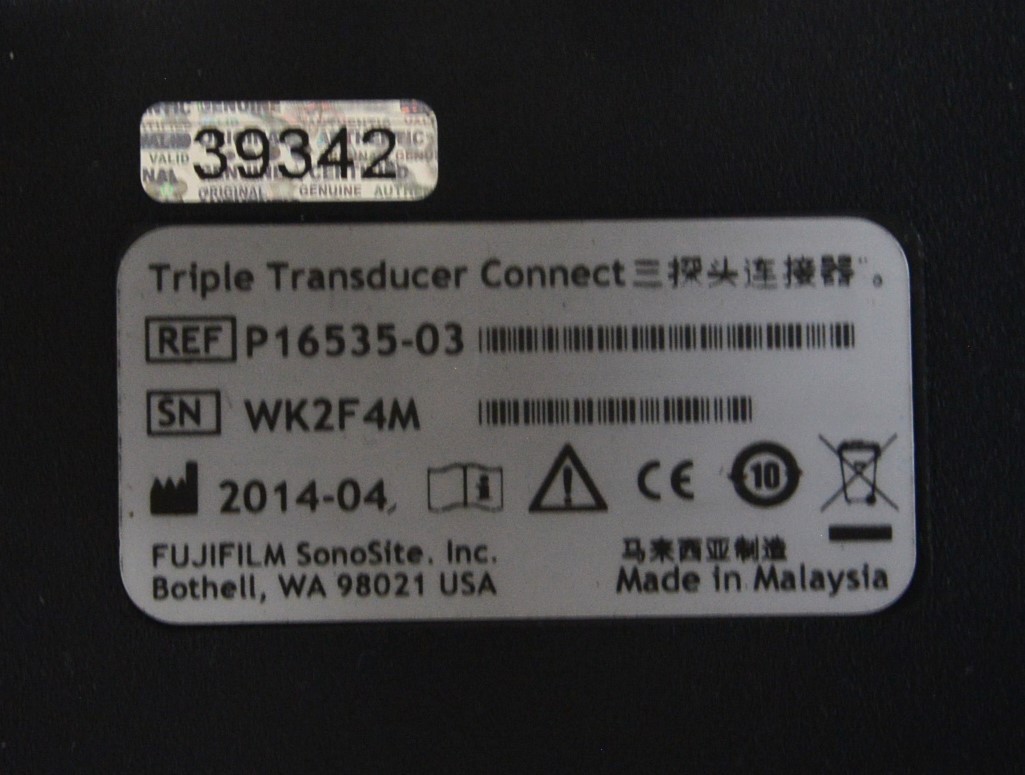 39342
Triple Transducer Connect三探头连接器"。
REF P16535-03
SN WK2F4M
2014-04 i ! CE 10
FUJIFILM SonoSite, Inc.
Bothell, WA 98021 USA
马来西亚制造
Made in Malaysia